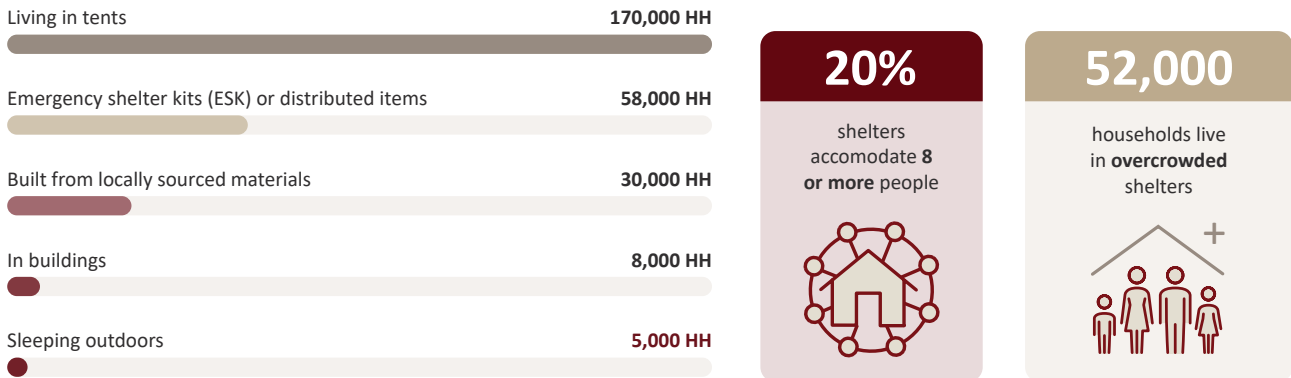 Living in tents 170,000 HH
Emergency shelter kits (ESK) or distributed items 58,000 HH
Built from locally sourced materials 30,000 HH
In buildings 8,000 HH
Sleeping outdoors 5,000 HH
20%
shelters
accomodate 8
or more people
52,000
households live
in overcrowded
shelters